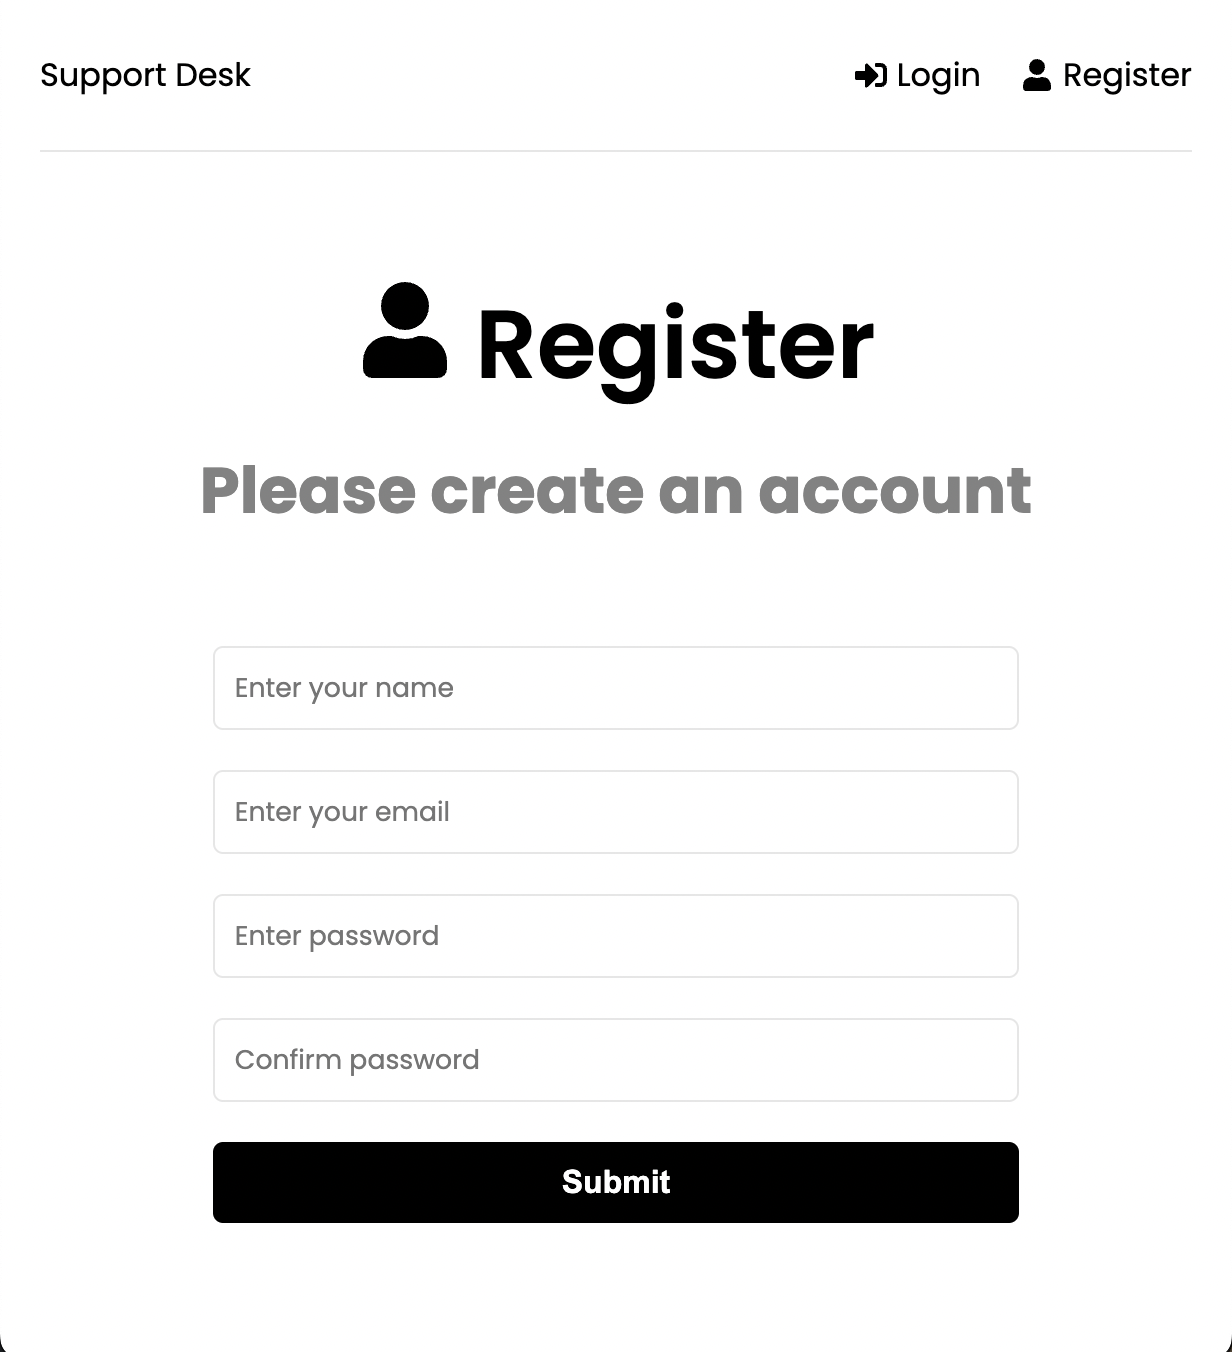 Support Desk
Login
Register
Register
Please create an account
Enter your name
Enter your email
Enter password
Confirm password
Submit